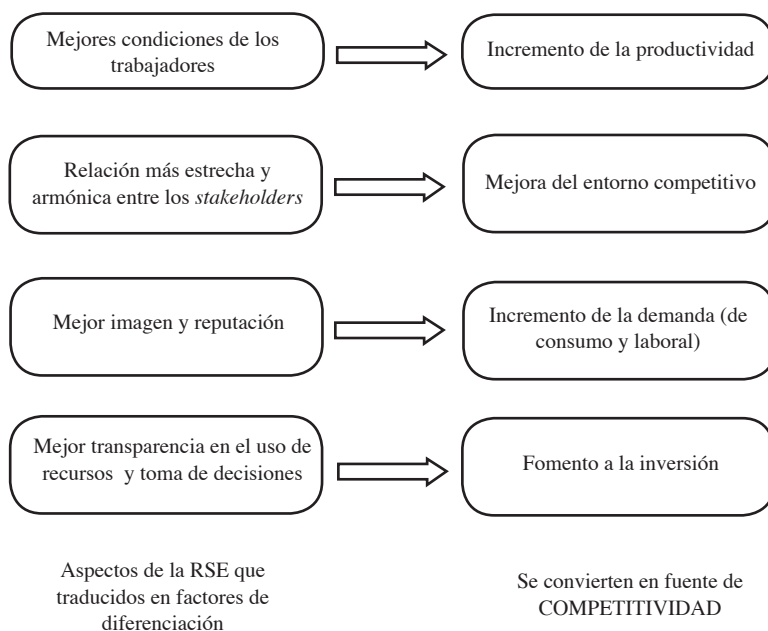 Mejores condiciones de los
trabajadores
Incremento de la productividad
Relación más estrecha y
armónica entre los stakeholders
Mejora del entorno competitivo
Mejor imagen y reputación
Incremento de la demanda (de
consumo y laboral)
Mejor transparencia en el uso de
recursos y toma de decisiones
Fomento a la inversión
Aspectos de la RSE que
traducidos en factores de
diferenciación
Se convierten en fuente de
COMPETITIVIDAD